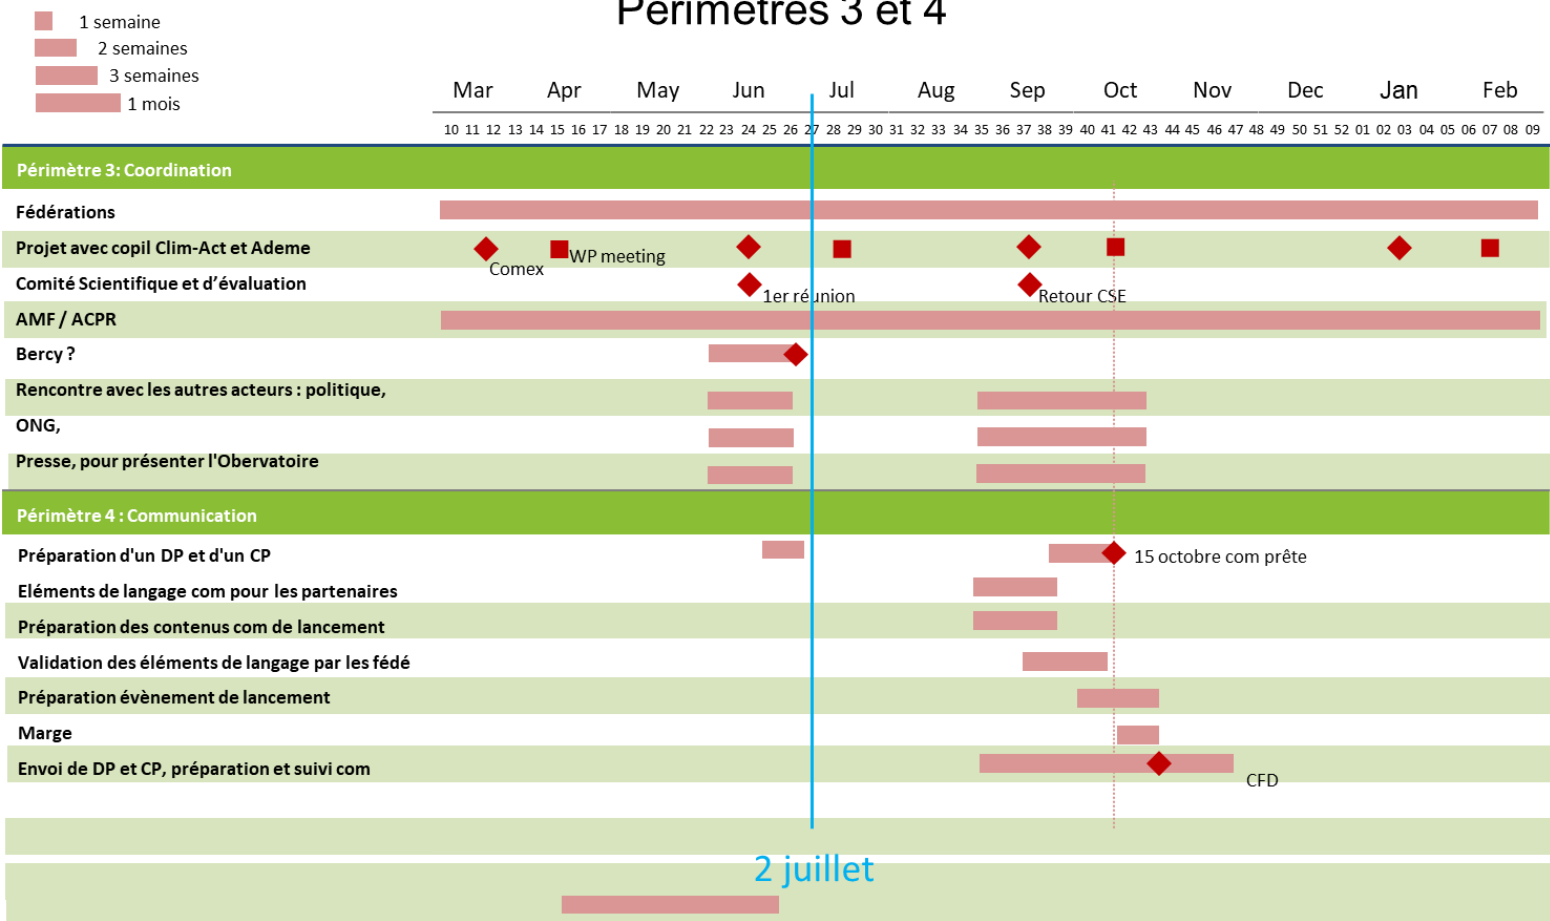 Périmètres 3 et 4
1 semaine
2 semaines
3 semaines
1 mois
Mar Apr May Jun Jul Aug Sep Oct Nov Dec Jan Feb
10 11 12 13 14 15 16 17 18 19 20 21 22 23 24 25 26 27 28 29 30 31 32 33 34 35 36 37 38 39 40 41 42 43 44 45 46 47 48 49 50 51 52 01 02 03 04 05 06 07 08 09
Périmètre 3: Coordination
Fédérations
Projet avec copil Clim-Act et Ademe
WP meeting
Comex
Comité Scientifique et d’évaluation
1er réunion
Retour CSE
AMF / ACPR
Bercy ?
Rencontre avec les autres acteurs : politique,
ONG,
Presse, pour présenter l'Obervatoire
Périmètre 4 : Communication
Préparation d'un DP et d'un CP
15 octobre com prête
Eléments de langage com pour les partenaires
Préparation des contenus com de lancement
Validation des éléments de langage par les fédé
Préparation évènement de lancement
Marge
Envoi de DP et CP, préparation et suivi com
CFD
2 juillet